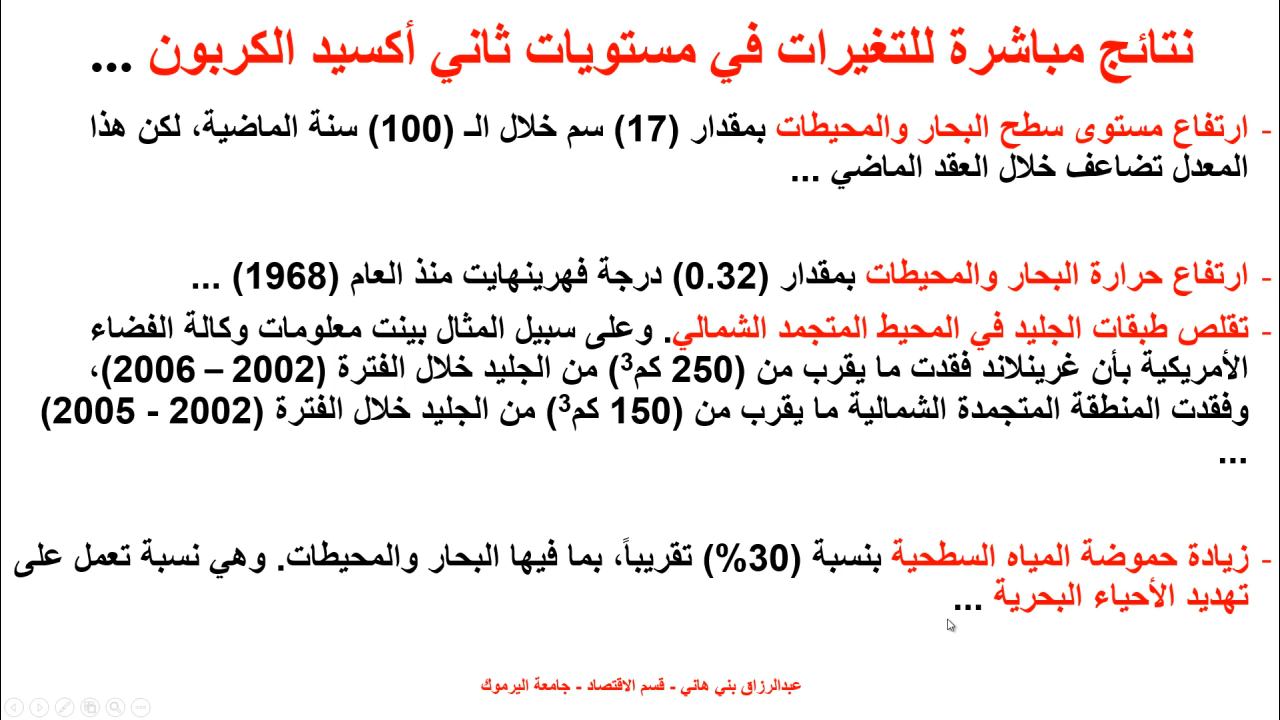 نتائج مباشرة للتغيرات في مستويات ثاني أكسيد الكربون ...
- ارتفاع مستوى سطح البحار والمحيطات بمقدار (17) سم خلال الـ (100) سنة الماضية، لكن هذا
المعدل تضاعف خلال العقد الماضي ...
- ارتفاع حرارة البحار والمحيطات بمقدار (0.32) درجة فهرينهايت منذ العام (1968) ...
- تقلص طبقات الجليد في المحيط المتجمد الشمالي. وعلى سبيل المثال بينت معلومات وكالة الفضاء
الأمريكية بأن غرينلاند فقدت ما يقرب من (250 كم³) من الجليد خلال الفترة (2002 – 2006)،
وفقدت المنطقة المتجمدة الشمالية ما يقرب من (150 كم³) من الجليد خلال الفترة (2002 - 2005)
...
- زيادة حموضة المياه السطحية بنسبة (30%) تقريباً، بما فيها البحار والمحيطات. وهي نسبة تعمل على
تهديد الأحياء البحرية ...
عبدالرزاق بني هاني - قسم الاقتصاد - جامعة اليرموك